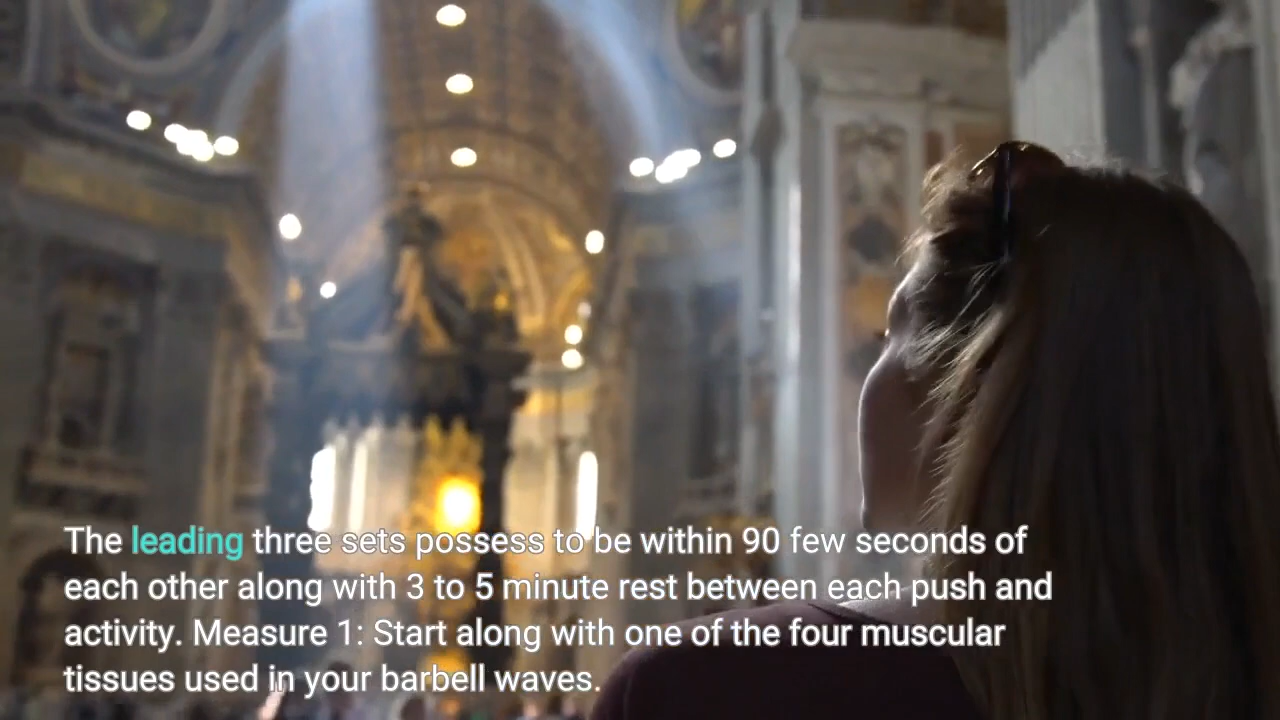 The leading three sets possess to be within 90 few seconds of
each other along with 3 to 5 minute rest between each push and
activity. Measure 1: Start along with one of the four muscular
tissues used in your barbell waves.